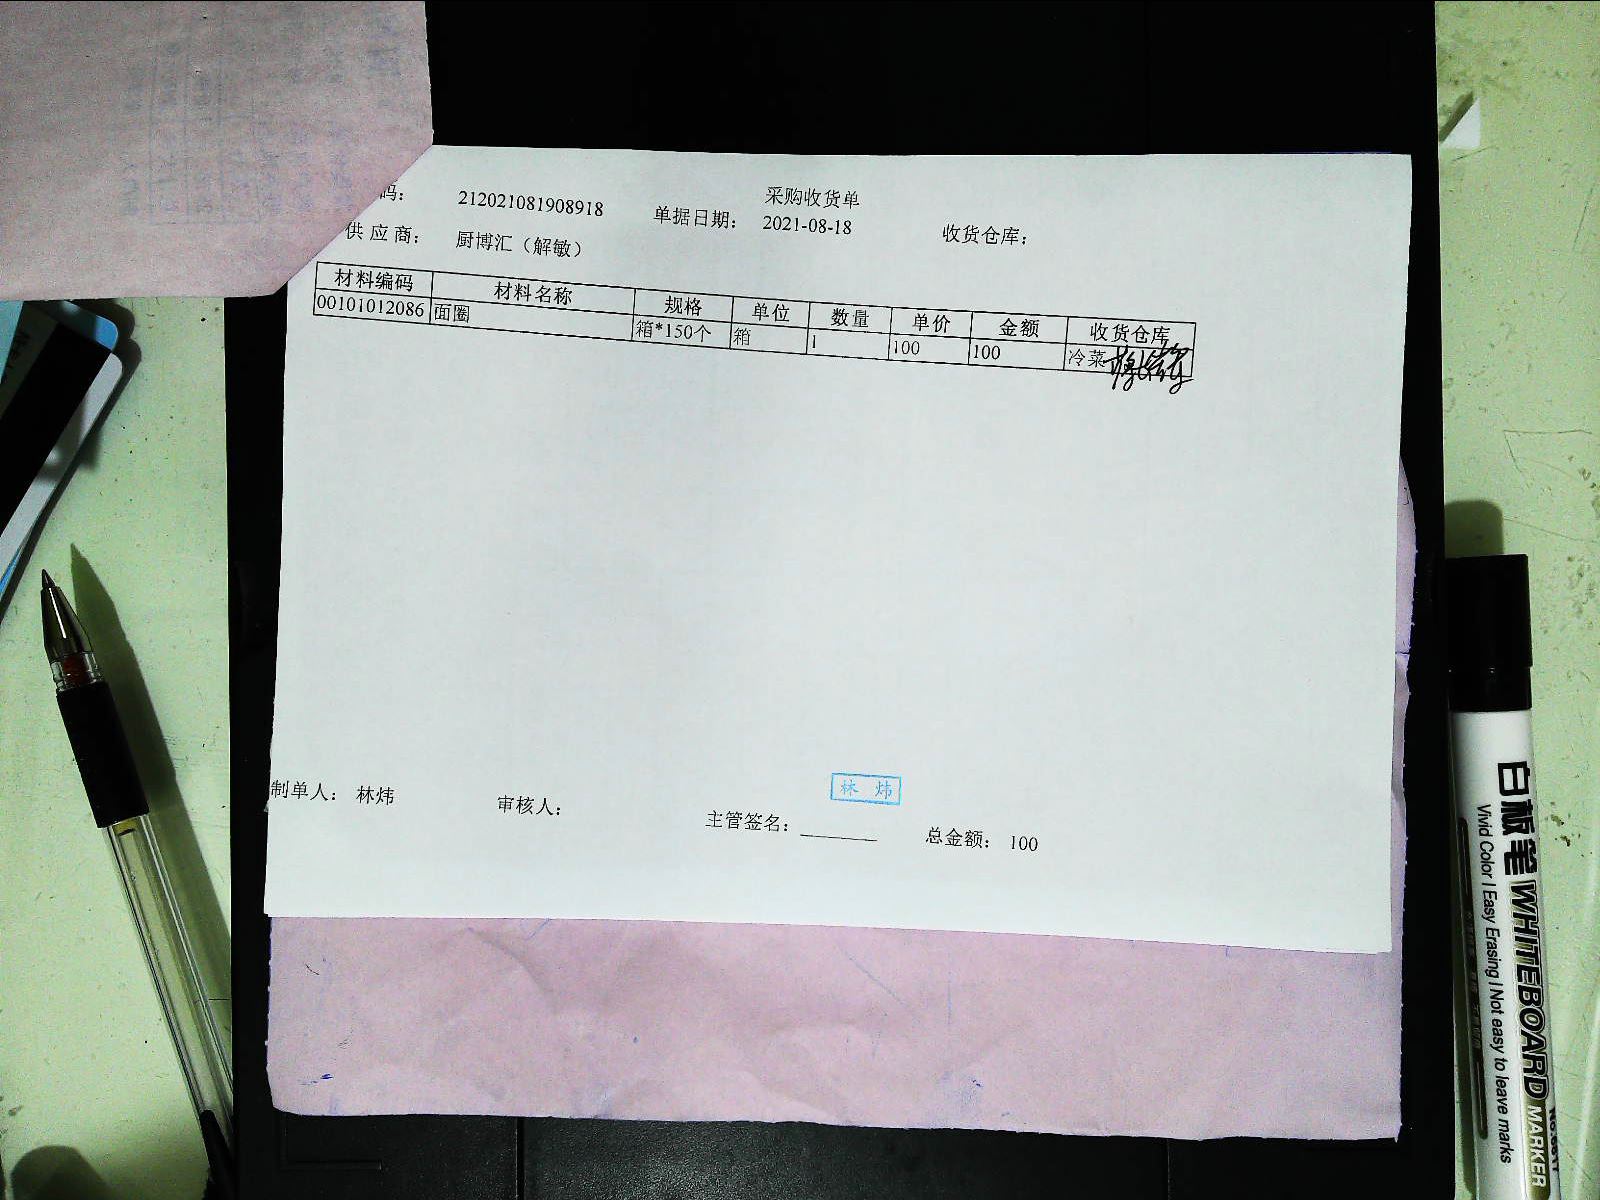 采购收货单
码： 212021081908918 单据日期： 2021-08-18 收货仓库：
供应商： 厨博汇（解敏）
材料编码 材料名称 规格 单位 数量 单价 金额 收货仓库
00101012086 面圈 箱*150个 箱 1 100 100 冷菜
林 炜
制单人： 林炜 审核人： 主管签名： 总金额： 100
白板笔 WHITEBOARD MARKER
Vivid Color I Easy Erasing I Not easy to leave marks